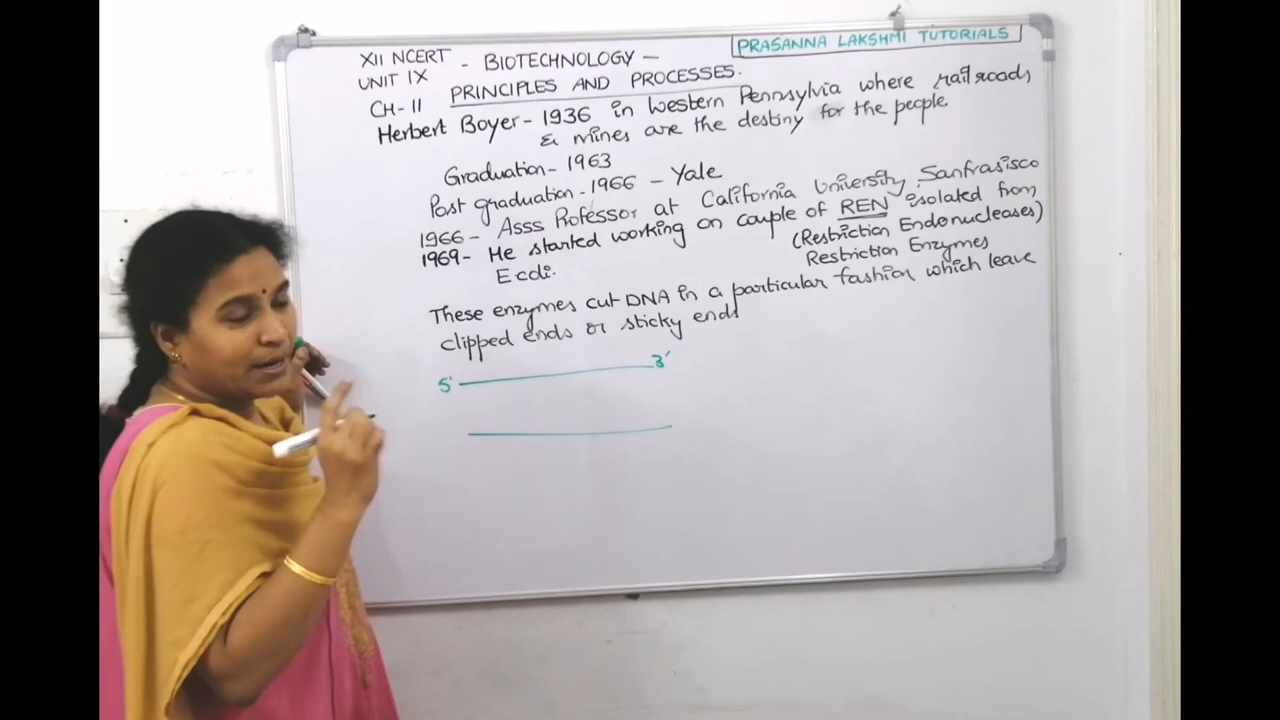 PRASANNA LAKSHMI TUTORIALS
XII NCERT - BIOTECHNOLOGY -
UNIT IX
CH-11 PRINCIPLES AND PROCESSES.
Herbert Boyer - 1936 in Western Pennsylvia where railroads
& mines are the destiny for the people
Graduation - 1963
Post graduation - 1966 - Yale
1966 - Asss Professor at California University, Sanfrasisco
1969 - He started working on couple of REN isolated from
(Restriction Endonucleases)
E.coli. Restriction Enzymes
These enzymes cut DNA in a particular fashion which leave
clipped ends or sticky ends
5' 3'